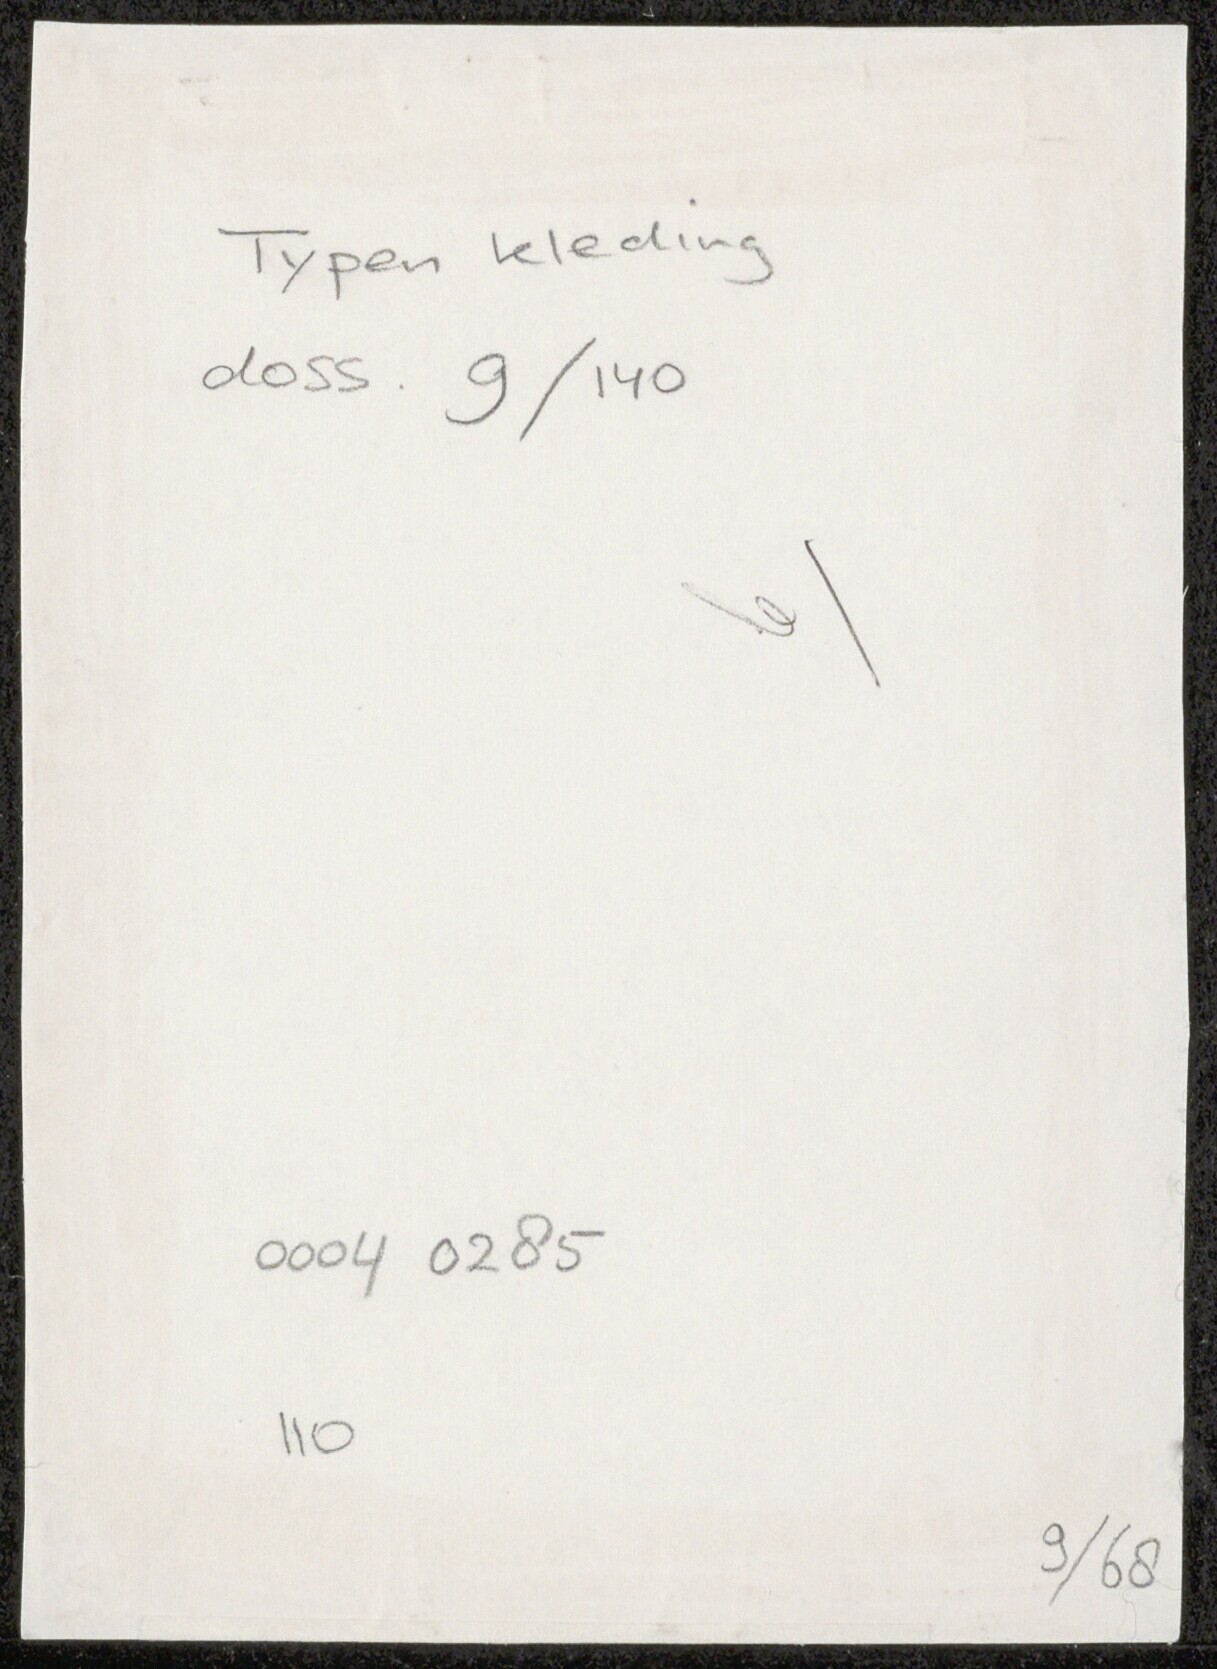 Typen kleding
doss. 9/140
0004 0285
110
9/68